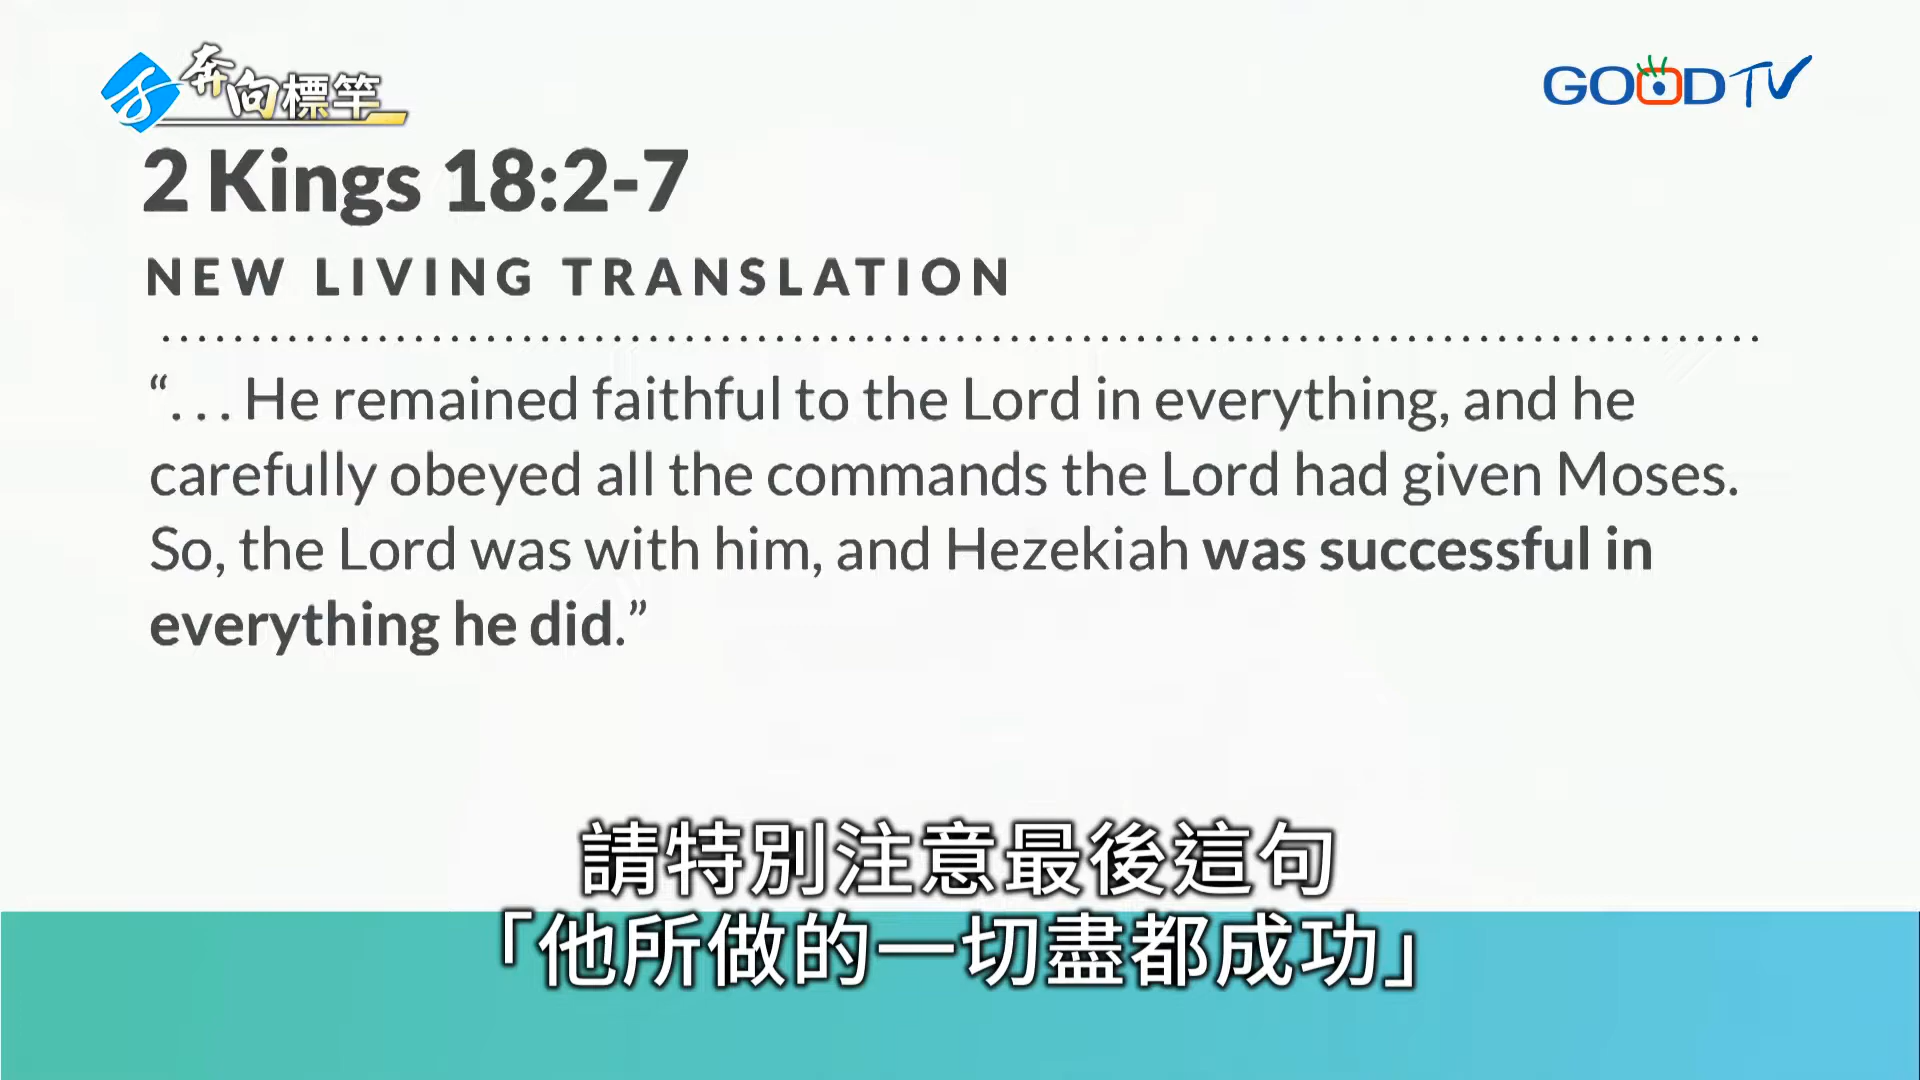 奔向標竿
GOODTV
2 Kings 18:2-7
NEW LIVING TRANSLATION
“. . . He remained faithful to the Lord in everything, and he
carefully obeyed all the commands the Lord had given Moses.
So, the Lord was with him, and Hezekiah was successful in
everything he did.”
請特別注意最後這句
「他所做的一切盡都成功」